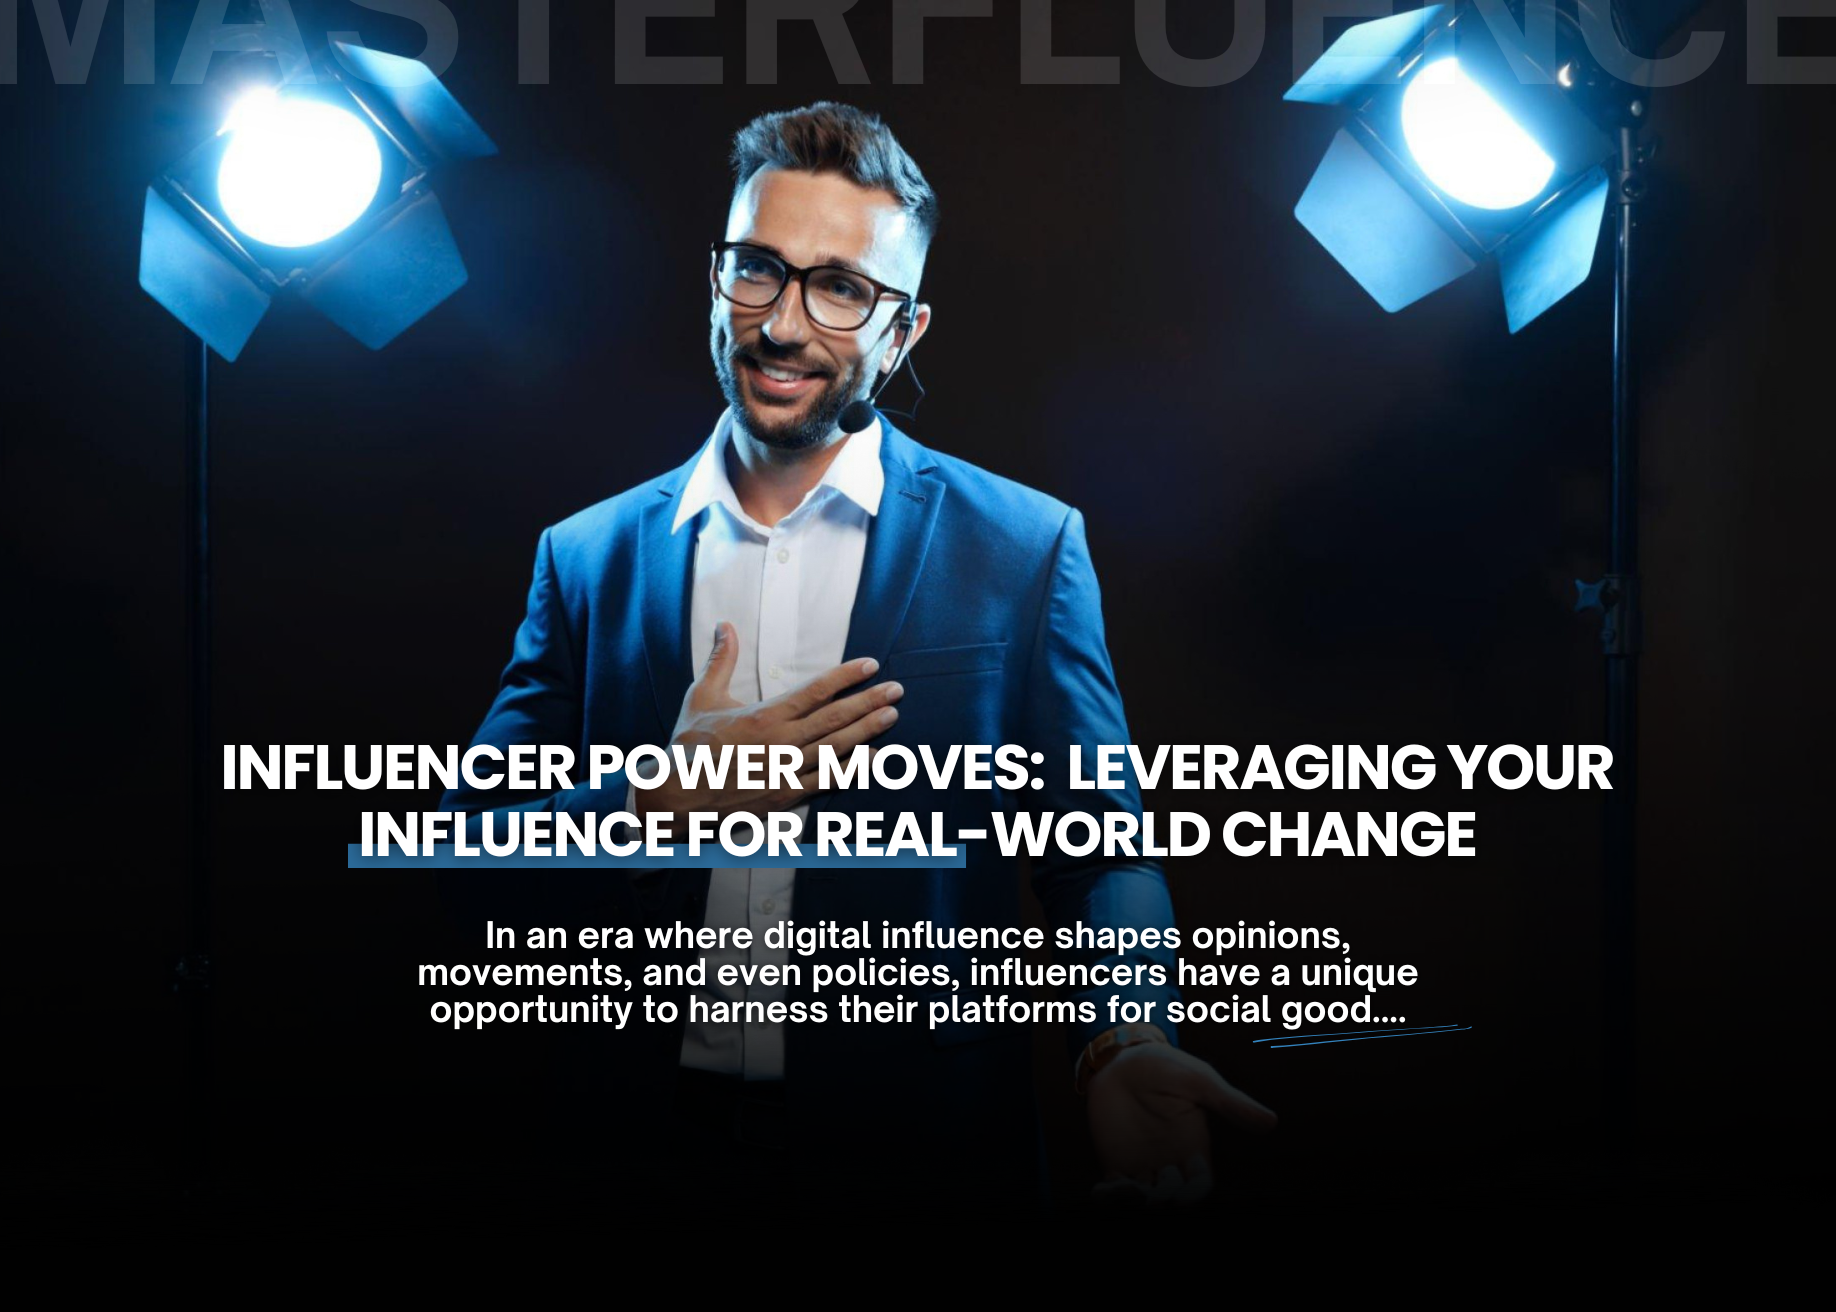 MASTERFLUENCE
INFLUENCER POWER MOVES: LEVERAGING YOUR
INFLUENCE FOR REAL-WORLD CHANGE
In an era where digital influence shapes opinions,
movements, and even policies, influencers have a unique
opportunity to harness their platforms for social good....